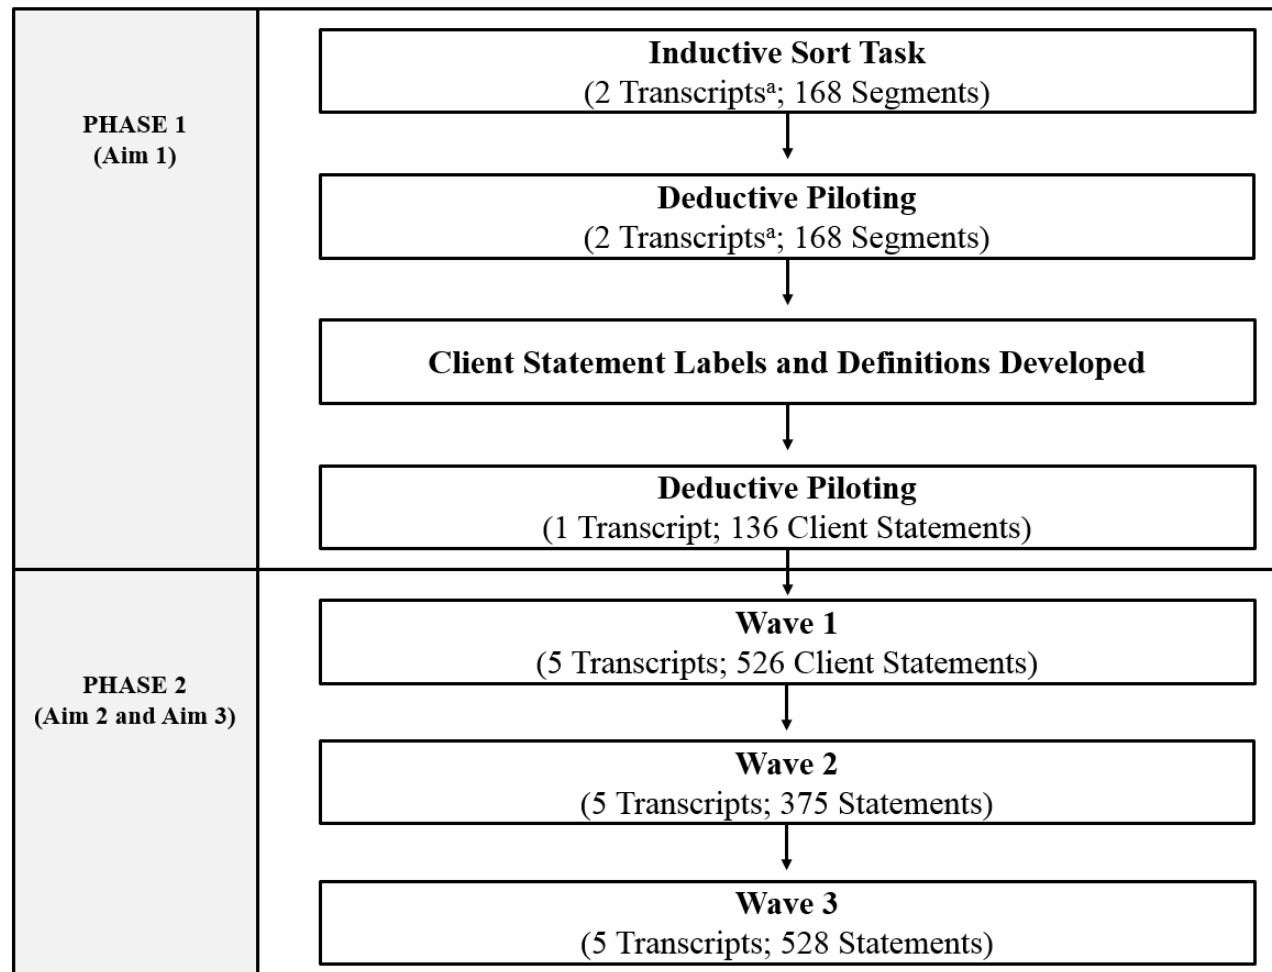 PHASE 1
(Aim 1)
Inductive Sort Task
(2 Transcriptsᵃ; 168 Segments)
Deductive Piloting
(2 Transcriptsᵃ; 168 Segments)
Client Statement Labels and Definitions Developed
Deductive Piloting
(1 Transcript; 136 Client Statements)
PHASE 2
(Aim 2 and Aim 3)
Wave 1
(5 Transcripts; 526 Client Statements)
Wave 2
(5 Transcripts; 375 Statements)
Wave 3
(5 Transcripts; 528 Statements)